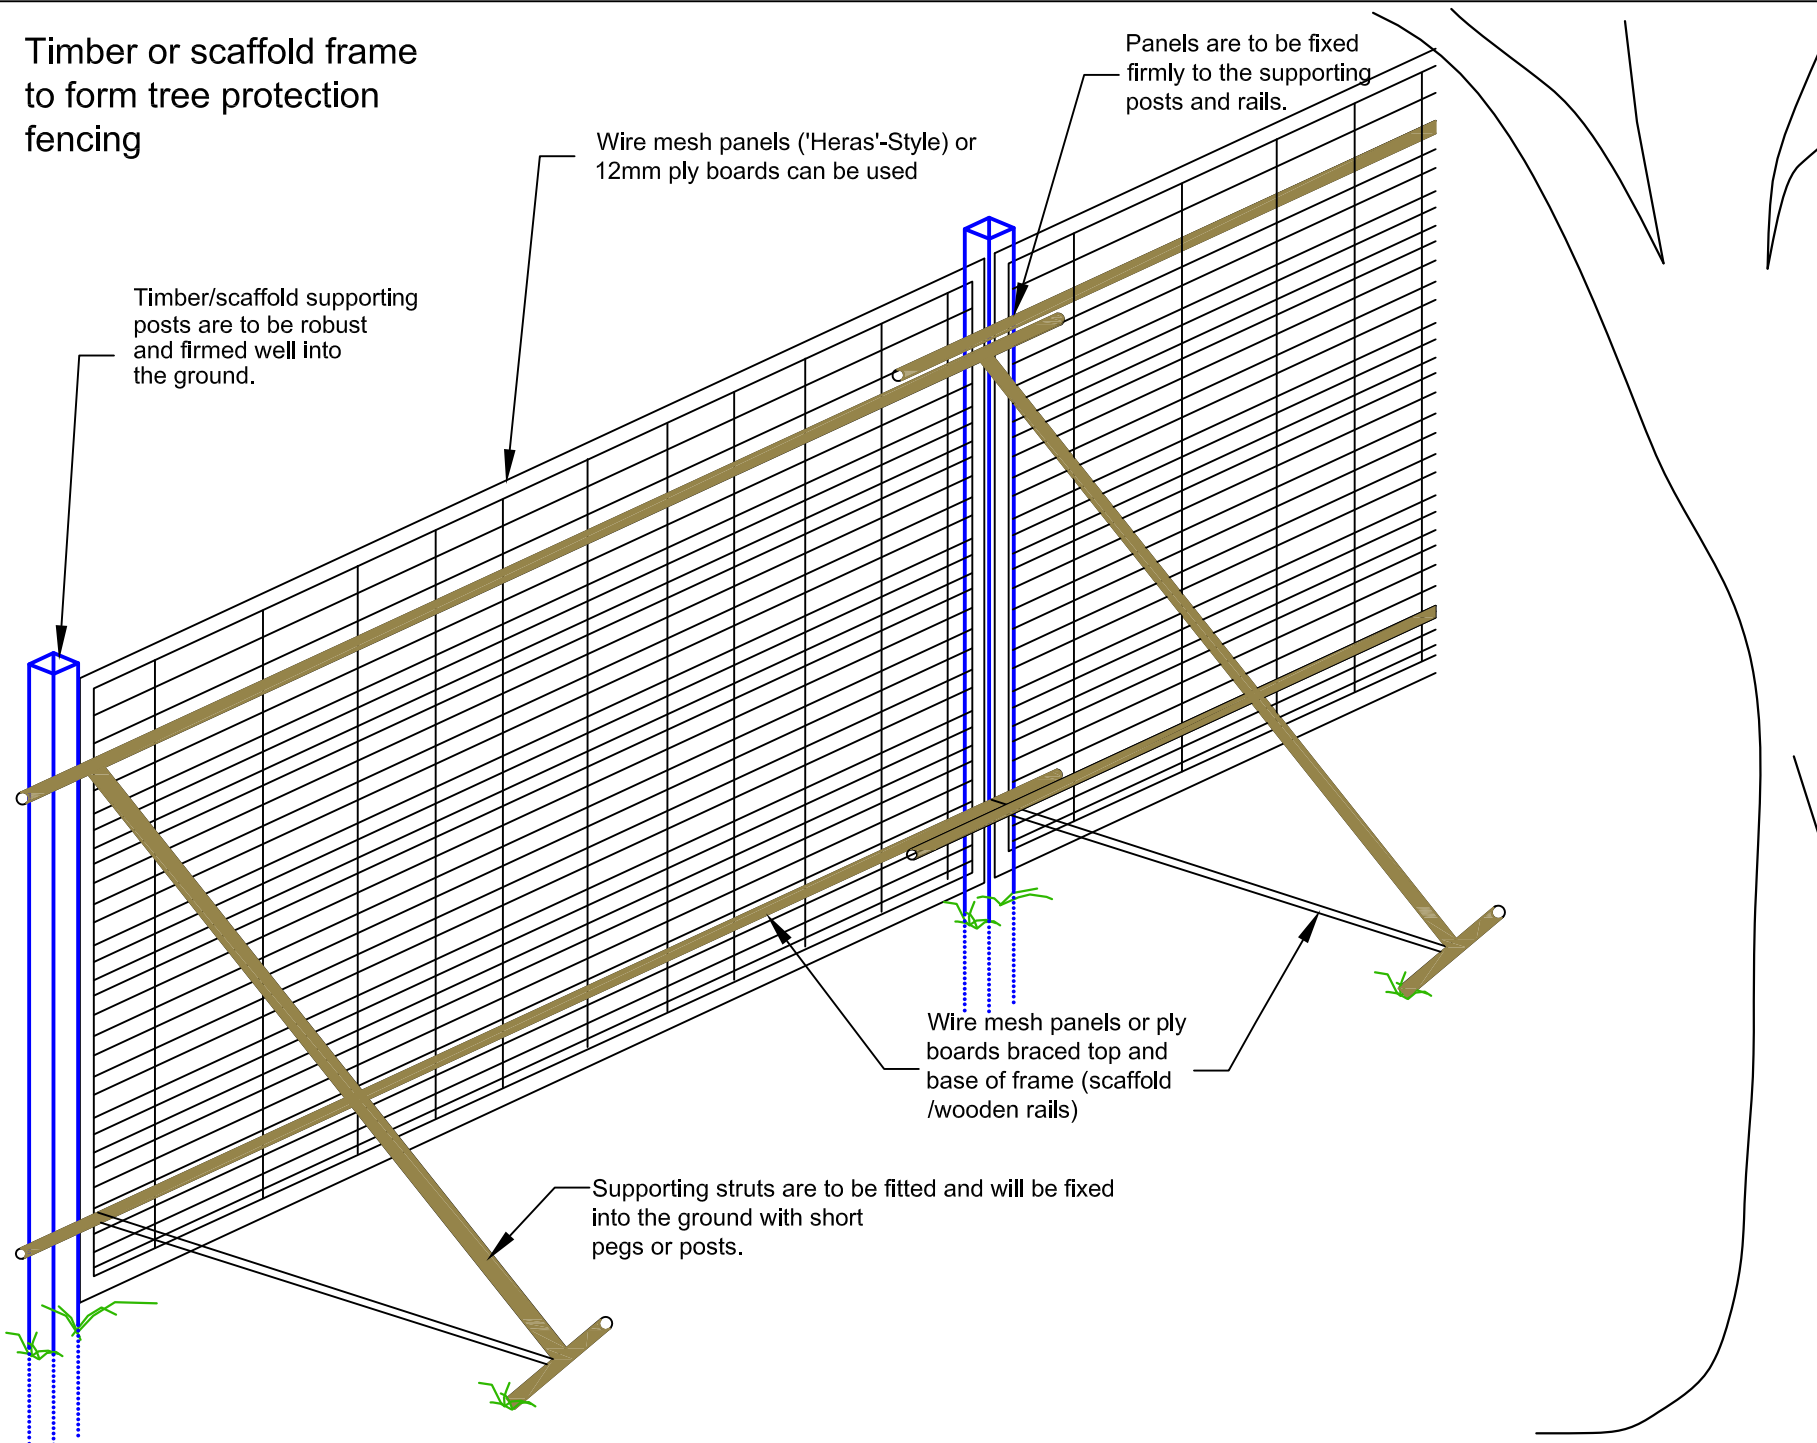 Timber or scaffold frame
to form tree protection
fencing
Panels are to be fixed
firmly to the supporting
posts and rails.
Wire mesh panels ('Heras'-Style) or
12mm ply boards can be used
Timber/scaffold supporting
posts are to be robust
and firmed well into
the ground.
Wire mesh panels or ply
boards braced top and
base of frame (scaffold
/wooden rails)
Supporting struts are to be fitted and will be fixed
into the ground with short
pegs or posts.